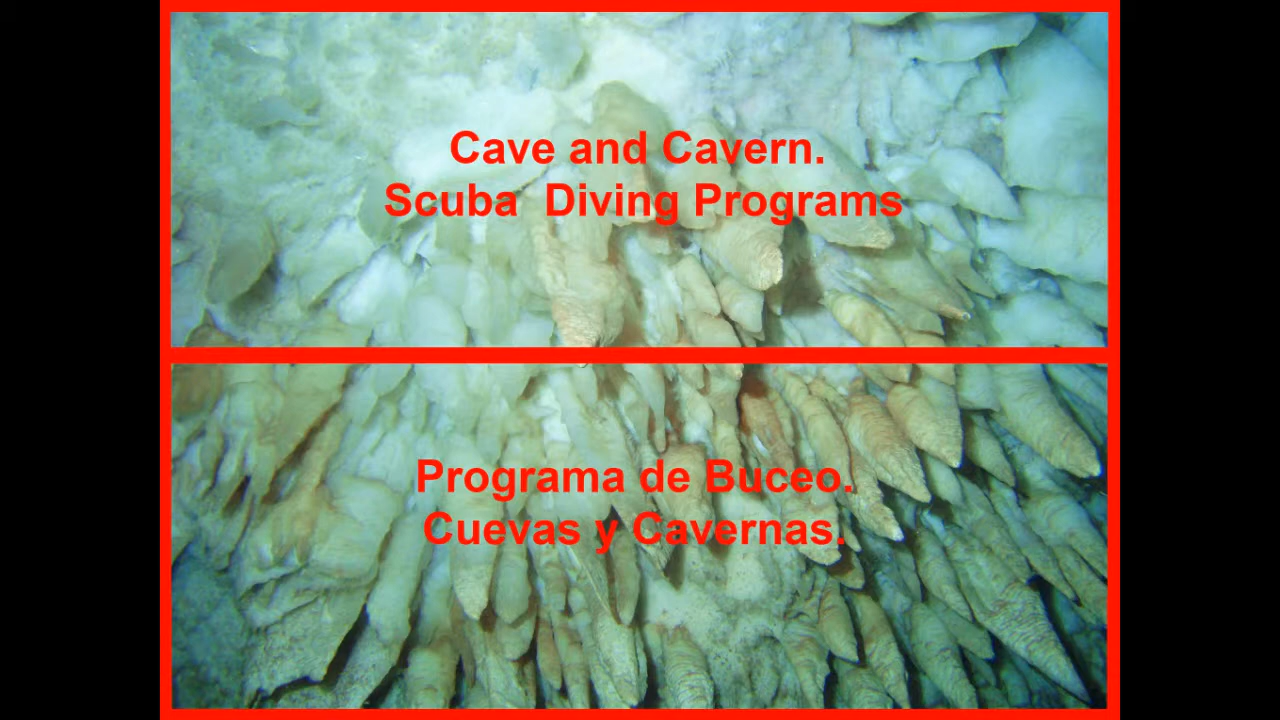 Cave and Cavern.
Scuba  Diving Programs
Programa de Buceo.
Cuevas y Cavernas.